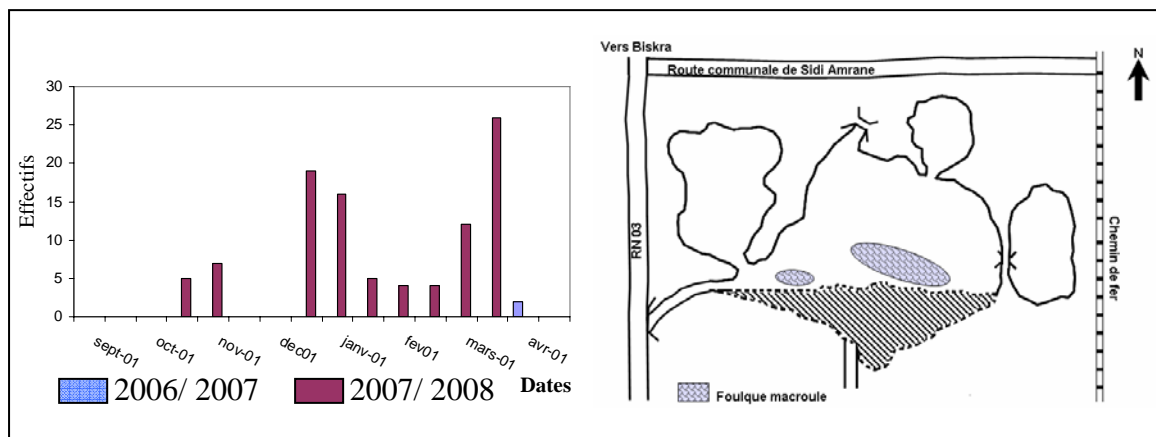 30
25
20
15
10
5
0
Effectifs
sept-01
oct-01
nov-01
dec01
janv-01
fev01
mars-01
avr-01
2006/ 2007
2007/ 2008
Dates
Vers Biskra
Route communale de Sidi Amrane
N
RN 03
Chemin de fer
Foulque macroule